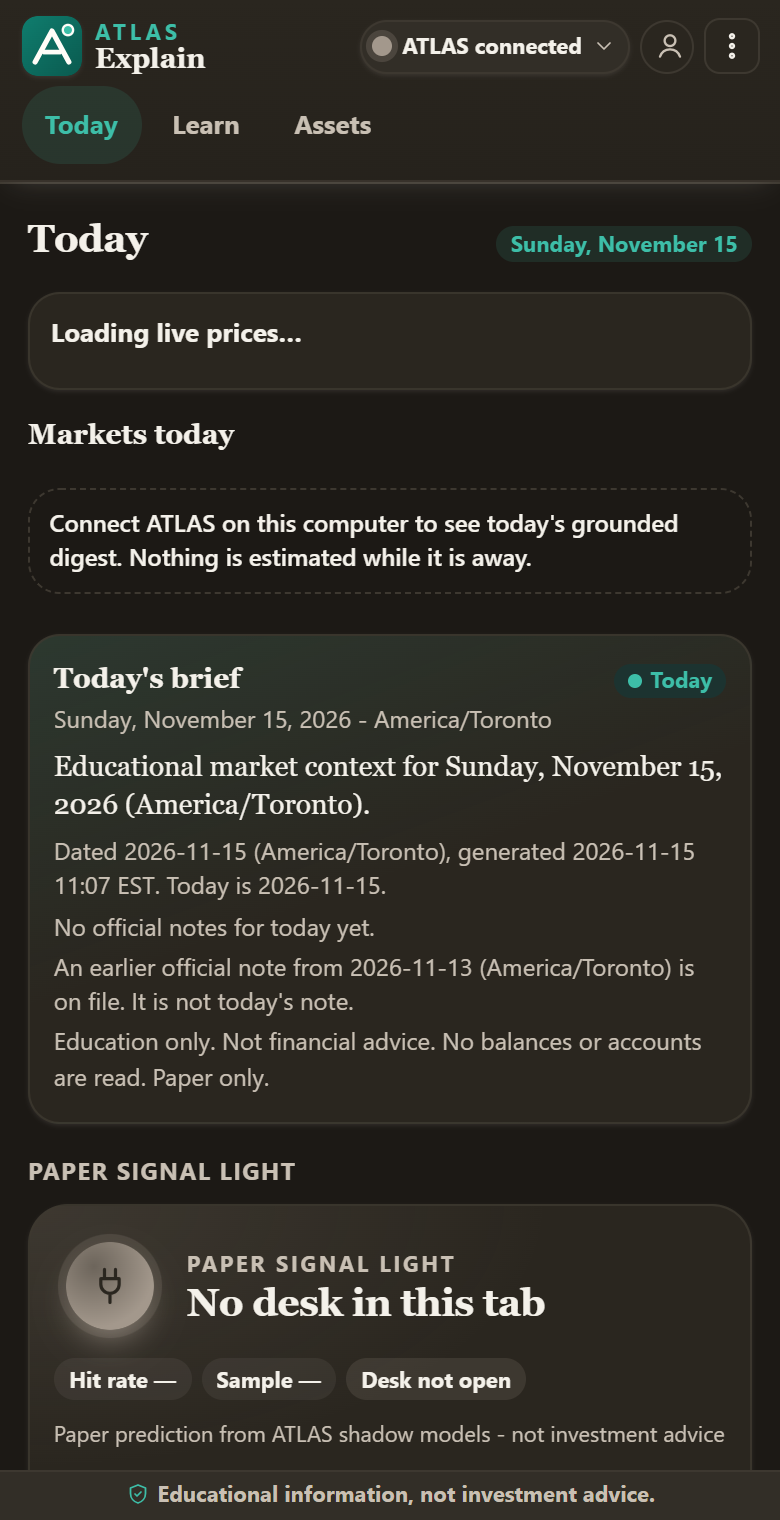 ATLAS
Explain
ATLAS connected
Today
Learn
Assets
Today
Sunday, November 15
Loading live prices...
Markets today
Connect ATLAS on this computer to see today's grounded
digest. Nothing is estimated while it is away.
Today's brief
Today
Sunday, November 15, 2026 - America/Toronto
Educational market context for Sunday, November 15,
2026 (America/Toronto).
Dated 2026-11-15 (America/Toronto), generated 2026-11-15
11:07 EST. Today is 2026-11-15.
No official notes for today yet.
An earlier official note from 2026-11-13 (America/Toronto) is
on file. It is not today's note.
Education only. Not financial advice. No balances or accounts
are read. Paper only.
PAPER SIGNAL LIGHT
PAPER SIGNAL LIGHT
No desk in this tab
Hit rate —
Sample —
Desk not open
Paper prediction from ATLAS shadow models - not investment advice
Educational information, not investment advice.